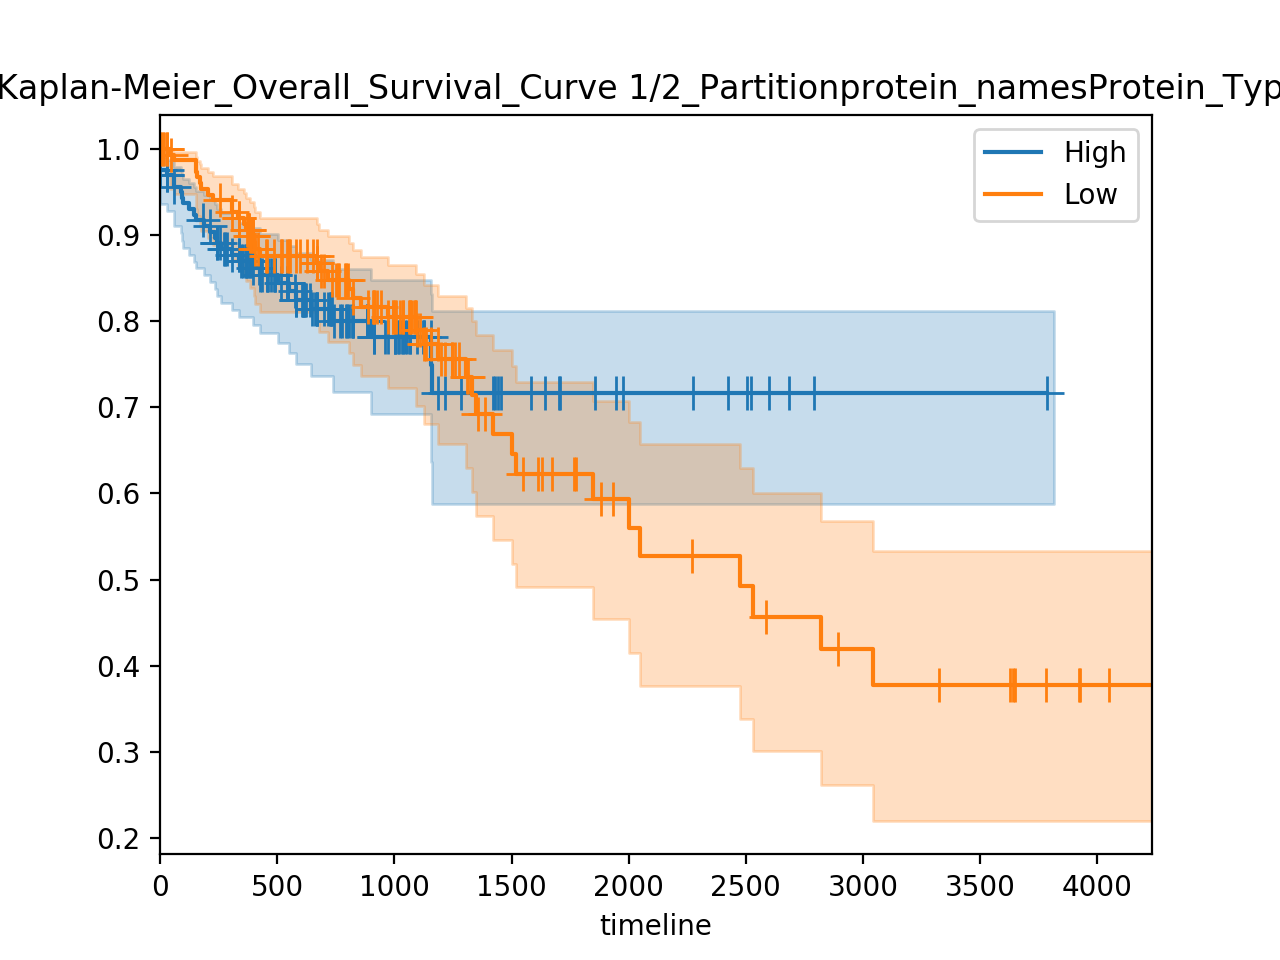 Kaplan-Meier_Overall_Survival_Curve 1/2_Partitionprotein_namesProtein_Typ
High
Low
1.0
0.9
0.8
0.7
0.6
0.5
0.4
0.3
0.2
0 500 1000 1500 2000 2500 3000 3500 4000
timeline